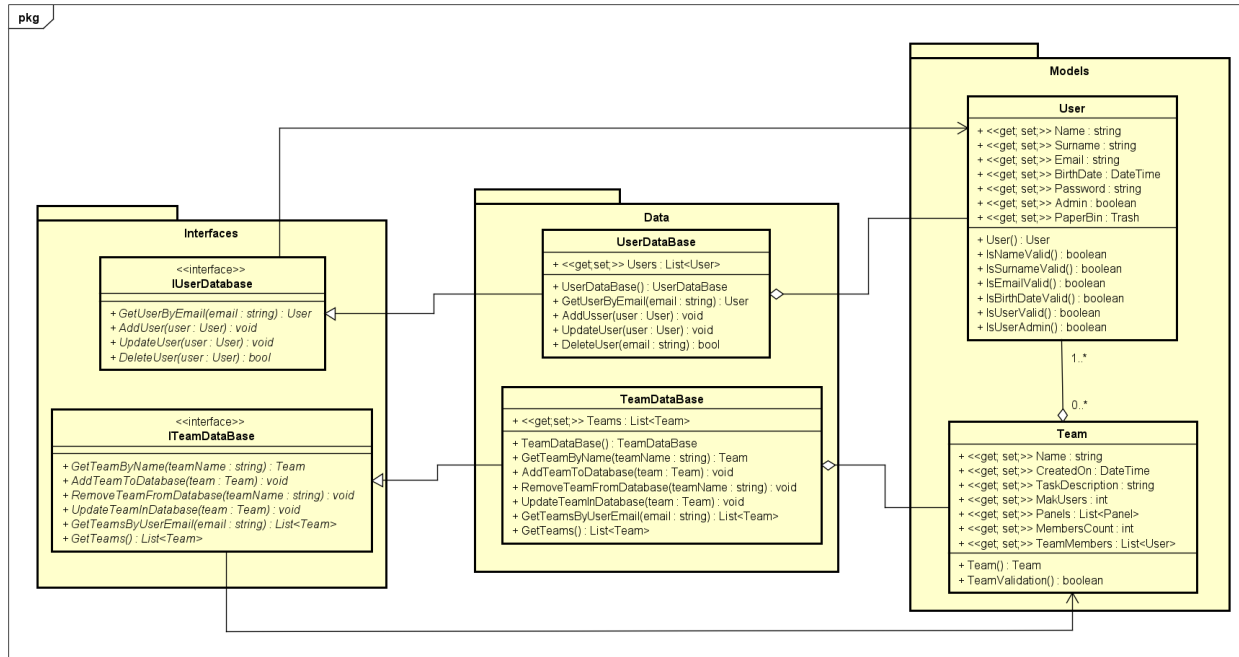 pkg
Interfaces
<<interface>>
IUserDatabase
+ GetUserByEmail(email : string) : User
+ AddUser(user : User) : void
+ UpdateUser(user : User) : void
+ DeleteUser(user : User) : bool
<<interface>>
ITeamDataBase
+ GetTeamByName(teamName : string) : Team
+ AddTeamToDatabase(team : Team) : void
+ RemoveTeamFromDatabase(teamName : string) : void
+ UpdateTeamInDatabase(team : Team) : void
+ GetTeamsByUserEmail(email : string) : List<Team>
+ GetTeams() : List<Team>
Data
UserDataBase
+ <<get;set;>> Users : List<User>
+ UserDataBase() : UserDataBase
+ GetUserByEmail(email : string) : User
+ AddUsser(user : User) : void
+ UpdateUser(user : User) : void
+ DeleteUser(email : string) : bool
TeamDataBase
+ <<get;set;>> Teams : List<Team>
+ TeamDataBase() : TeamDataBase
+ GetTeamByName(teamName : string) : Team
+ AddTeamToDatabase(team : Team) : void
+ RemoveTeamFromDatabase(teamName : string) : void
+ UpdateTeamInDatabase(team : Team) : void
+ GetTeamsByUserEmail(email : string) : List<Team>
+ GetTeams() : List<Team>
Models
User
+ <<get; set;>> Name : string
+ <<get; set;>> Surname : string
+ <<get; set;>> Email : string
+ <<get; set;>> BirthDate : DateTime
+ <<get; set;>> Password : string
+ <<get; set;>> Admin : boolean
+ <<get; set;>> PaperBin : Trash
+ User() : User
+ IsNameValid() : boolean
+ IsSurnameValid() : boolean
+ IsEmailValid() : boolean
+ IsBirthDateValid() : boolean
+ IsUserValid() : boolean
+ IsUserAdmin() : boolean
1..*
0..*
Team
+ <<get; set;>> Name : string
+ <<get; set;>> CreatedOn : DateTime
+ <<get; set;>> TaskDescription : string
+ <<get; set;>> MakUsers : int
+ <<get; set;>> Panels : List<Panel>
+ <<get; set;>> MembersCount : int
+ <<get; set;>> TeamMembers : List<User>
+ Team() : Team
+ TeamValidation() : boolean